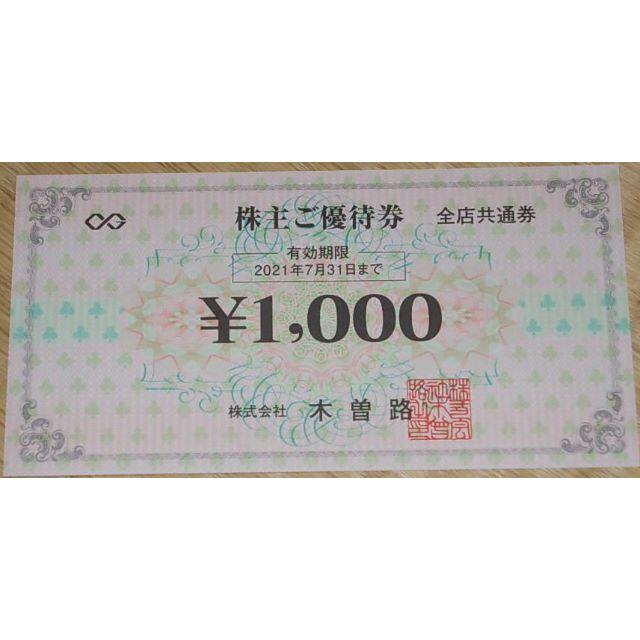 株主ご優待券 全店共通券
有効期限
2021年7月31日まで
¥1,000
株式会社 木曽路